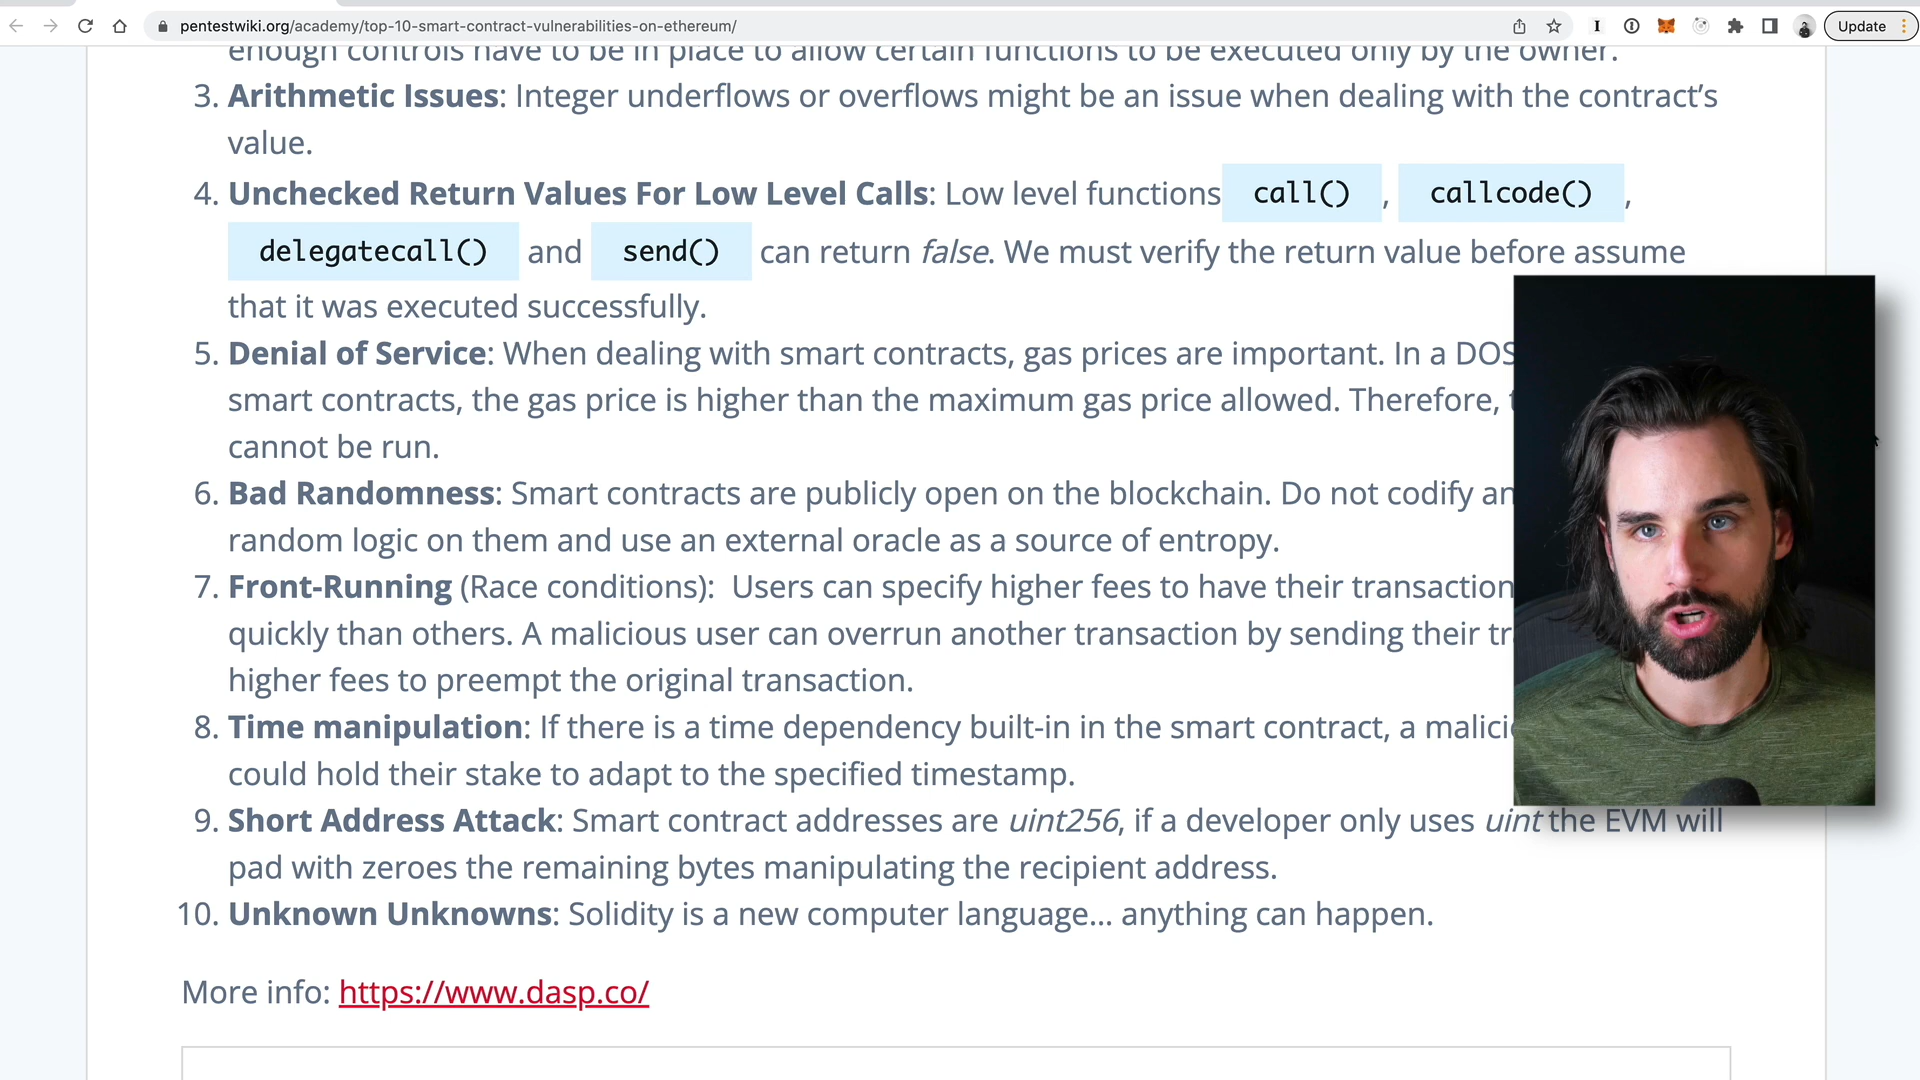 pentestwiki.org/academy/top-10-smart-contract-vulnerabilities-on-ethereum/
Update
enough controls have to be in place to allow certain functions to be executed only by the owner.
3. Arithmetic Issues: Integer underflows or overflows might be an issue when dealing with the contract’s
value.
4. Unchecked Return Values For Low Level Calls: Low level functions call() , callcode() ,
delegatecall() and send() can return false. We must verify the return value before assume
that it was executed successfully.
5. Denial of Service: When dealing with smart contracts, gas prices are important. In a DOS
smart contracts, the gas price is higher than the maximum gas price allowed. Therefore,
cannot be run.
6. Bad Randomness: Smart contracts are publicly open on the blockchain. Do not codify
random logic on them and use an external oracle as a source of entropy.
7. Front-Running (Race conditions): Users can specify higher fees to have their transaction
quickly than others. A malicious user can overrun another transaction by sending their
higher fees to preempt the original transaction.
8. Time manipulation: If there is a time dependency built-in in the smart contract, a
could hold their stake to adapt to the specified timestamp.
9. Short Address Attack: Smart contract addresses are uint256, if a developer only uses uint the EVM will
pad with zeroes the remaining bytes manipulating the recipient address.
10. Unknown Unknowns: Solidity is a new computer language... anything can happen.
More info: https://www.dasp.co/